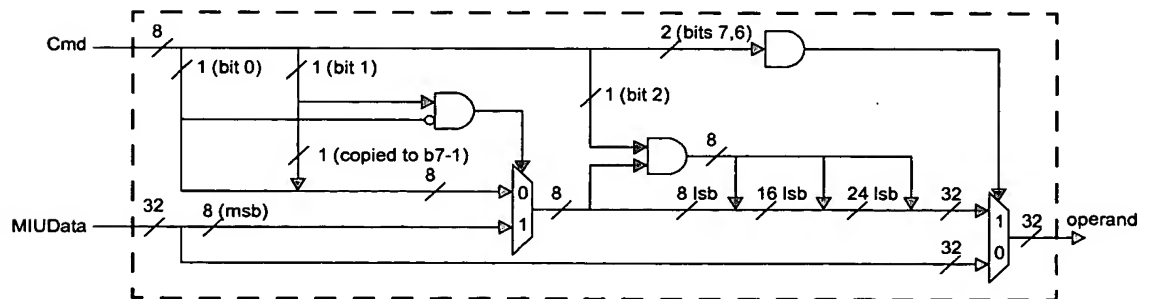 Cmd
8
2 (bits 7,6)
1 (bit 0)
1 (bit 1)
1 (bit 2)
1 (copied to b7-1)
8
8
0
1
8
8 lsb
16 lsb
24 lsb
32
1
0
32
operand
MIUData
32
8 (msb)
32